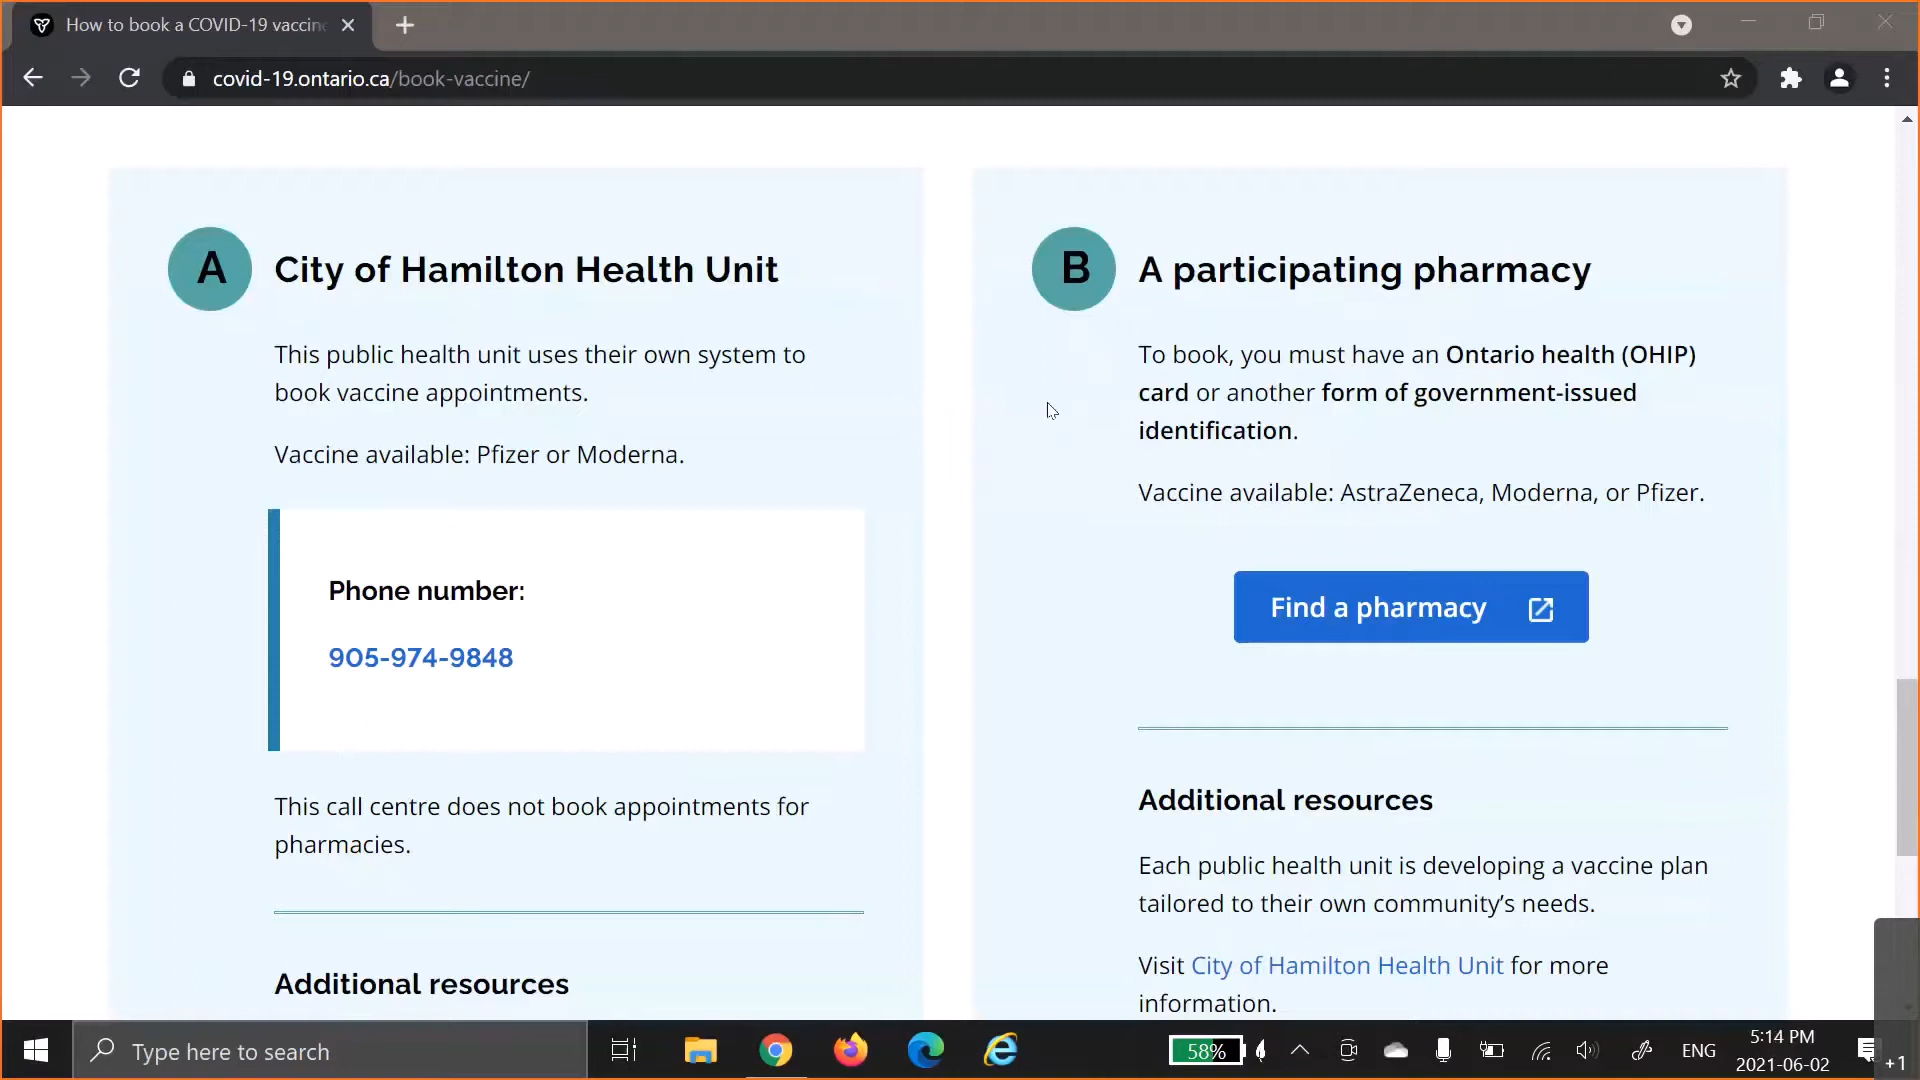 How to book a COVID-19 vaccin
covid-19.ontario.ca/book-vaccine/
A
City of Hamilton Health Unit
This public health unit uses their own system to
book vaccine appointments.
Vaccine available: Pfizer or Moderna.
Phone number:
905-974-9848
This call centre does not book appointments for
pharmacies.
Additional resources
B
A participating pharmacy
To book, you must have an Ontario health (OHIP)
card or another form of government-issued
identification.
Vaccine available: AstraZeneca, Moderna, or Pfizer.
Find a pharmacy
Additional resources
Each public health unit is developing a vaccine plan
tailored to their own community’s needs.
Visit City of Hamilton Health Unit for more
information.
Type here to search
58%
ENG
5:14 PM
2021-06-02
+1